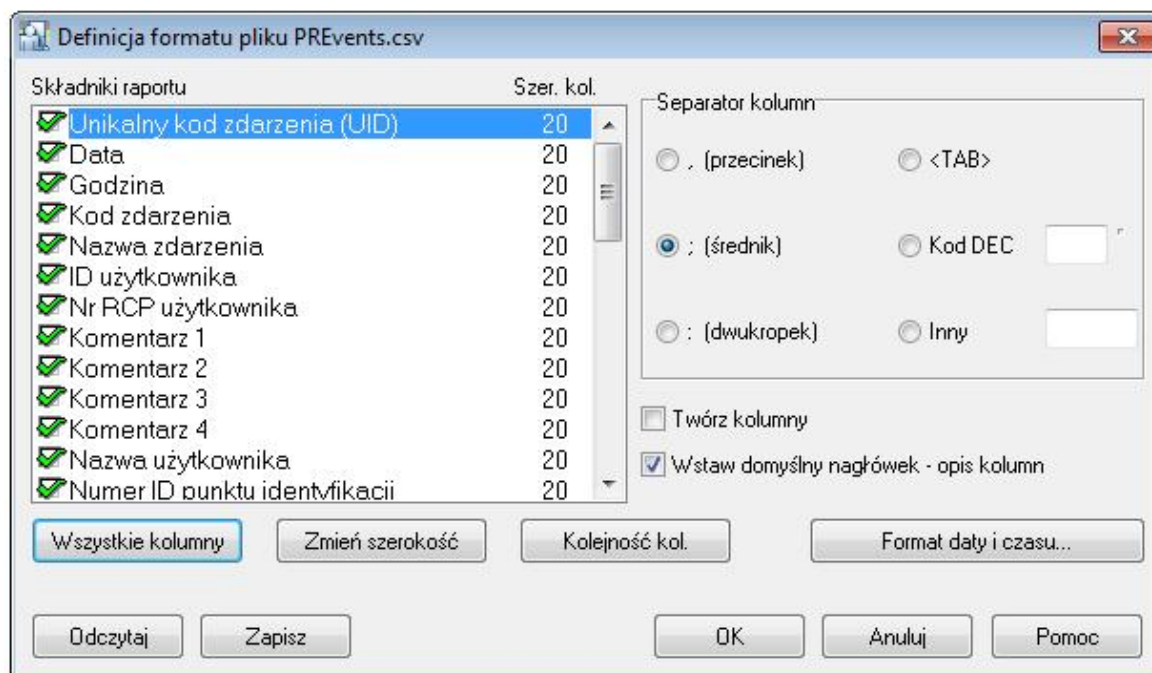 Definicja formatu pliku PREvents.csv
Składniki raportu Szer. kol.
Unikalny kod zdarzenia (UID) 20
Data 20
Godzina 20
Kod zdarzenia 20
Nazwa zdarzenia 20
ID użytkownika 20
Nr RCP użytkownika 20
Komentarz 1 20
Komentarz 2 20
Komentarz 3 20
Komentarz 4 20
Nazwa użytkownika 20
Numer ID punktu identyfikacji 20
Separator kolumn
, (przecinek) <TAB>
; (średnik) Kod DEC
: (dwukropek) Inny
Twórz kolumny
Wstaw domyślny nagłówek - opis kolumn
Wszystkie kolumny Zmień szerokość Kolejność kol. Format daty i czasu...
Odczytaj Zapisz OK Anuluj Pomoc